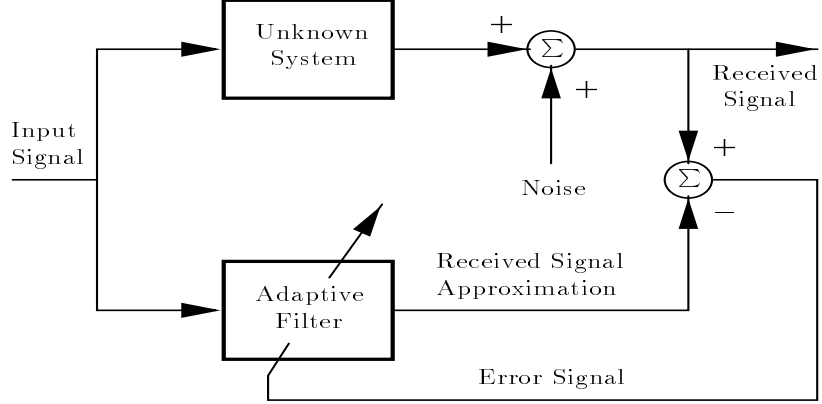 Unknown
System
+
Σ
+
Received
Signal
Input
Signal
Noise
+
Σ
−
Received Signal
Approximation
Adaptive
Filter
Error Signal